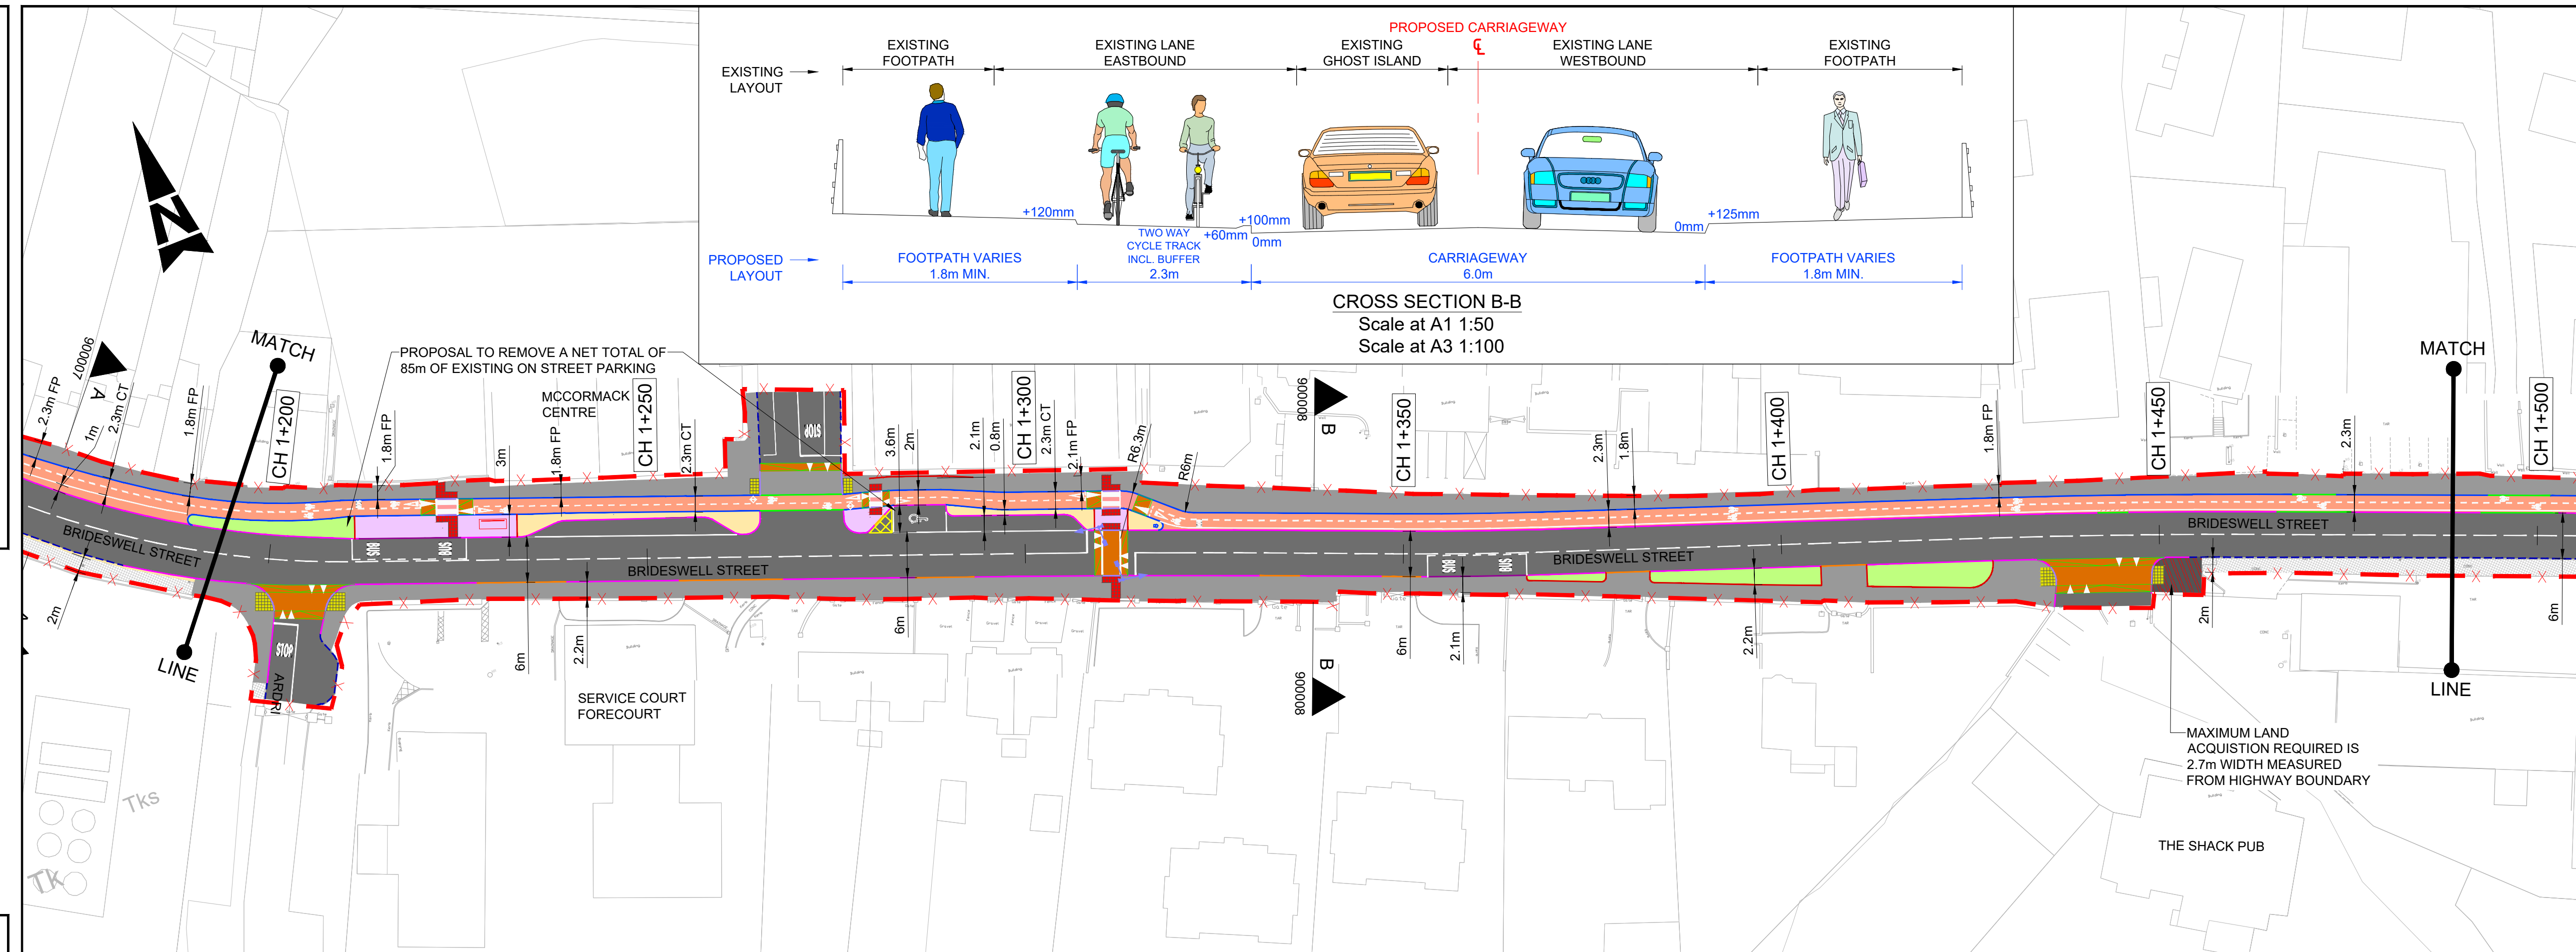 PROPOSED CARRIAGEWAY
EXISTING
LAYOUT
EXISTING
FOOTPATH
EXISTING LANE
EASTBOUND
EXISTING
GHOST ISLAND
EXISTING LANE
WESTBOUND
EXISTING
FOOTPATH
+120mm
+100mm
+60mm
0mm
0mm
+125mm
TWO WAY
CYCLE TRACK
INCL. BUFFER
2.3m
PROPOSED
LAYOUT
FOOTPATH VARIES
1.8m MIN.
CARRIAGEWAY
6.0m
FOOTPATH VARIES
1.8m MIN.
CROSS SECTION B-B
Scale at A1 1:50
Scale at A3 1:100
N
MATCH
LINE
900007
A
2.3m FP
1m
2.3m CT
1.8m FP
CH 1+200
PROPOSAL TO REMOVE A NET TOTAL OF
85m OF EXISTING ON STREET PARKING
1.8m FP
MCCORMACK
CENTRE
3m
1.8m FP
CH 1+250
2.3m CT
STOP
3.6m
2m
2.1m
0.8m
CH 1+300
2.3m CT
2.1m FP
R6.3m
R6m
900008
B
CH 1+350
2.3m
1.8m
CH 1+400
1.8m FP
CH 1+450
2.3m
MATCH
LINE
CH 1+500
BRIDESWELL STREET
BUS
BUS
BRIDESWELL STREET
BUS
BUS
BRIDESWELL STREET
BRIDESWELL STREET
2m
STOP
ARD RI
6m
2.2m
SERVICE COURT
FORECOURT
6m
B
900008
6m
2.1m
2.2m
2m
6m
MAXIMUM LAND
ACQUISTION REQUIRED IS
2.7m WIDTH MEASURED
FROM HIGHWAY BOUNDARY
THE SHACK PUB
Tks
Tk